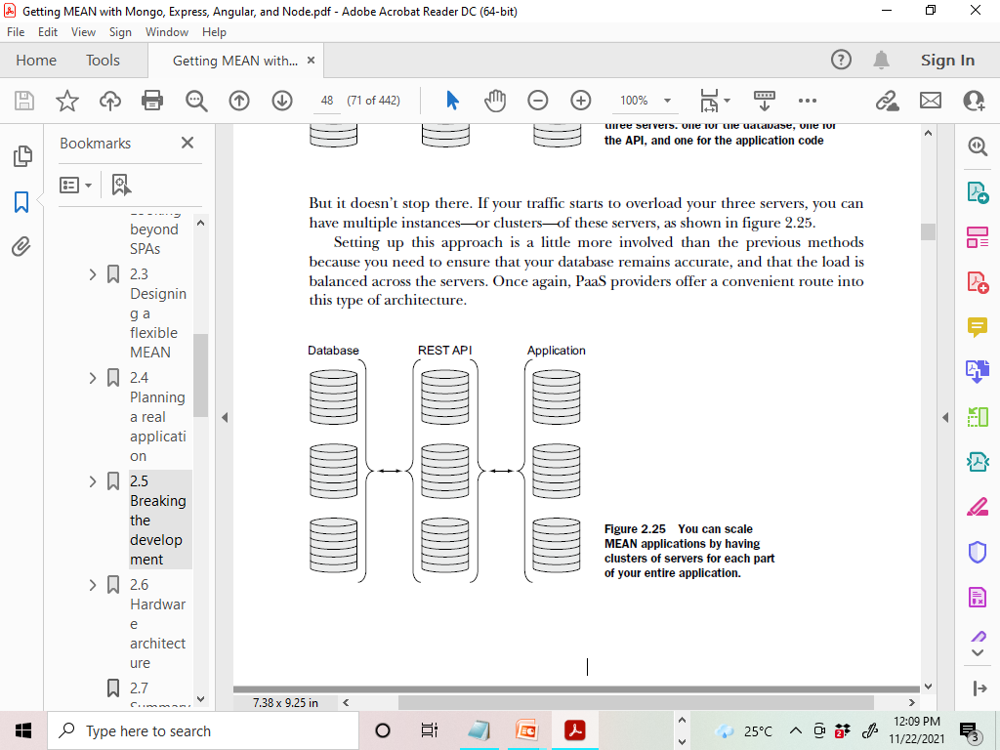 Getting MEAN with Mongo, Express, Angular, and Node.pdf - Adobe Acrobat Reader DC (64-bit)
File Edit View Sign Window Help
Home Tools Getting MEAN with... Sign In
48 (71 of 442) 100%
Bookmarks
beyond
SPAs
2.3
Designin
g a
flexible
MEAN
2.4
Planning
a real
applicati
on
2.5
Breaking
the
develop
ment
2.6
Hardwar
e
architect
ure
2.7
Summary
three servers: one for the database, one for
the API, and one for the application code
But it doesn’t stop there. If your traffic starts to overload your three servers, you can
have multiple instances—or clusters—of these servers, as shown in figure 2.25.
Setting up this approach is a little more involved than the previous methods
because you need to ensure that your database remains accurate, and that the load is
balanced across the servers. Once again, PaaS providers offer a convenient route into
this type of architecture.
Database REST API Application
Figure 2.25 You can scale
MEAN applications by having
clusters of servers for each part
of your entire application.
7.38 x 9.25 in
Type here to search
25°C
12:09 PM
11/22/2021
2
3